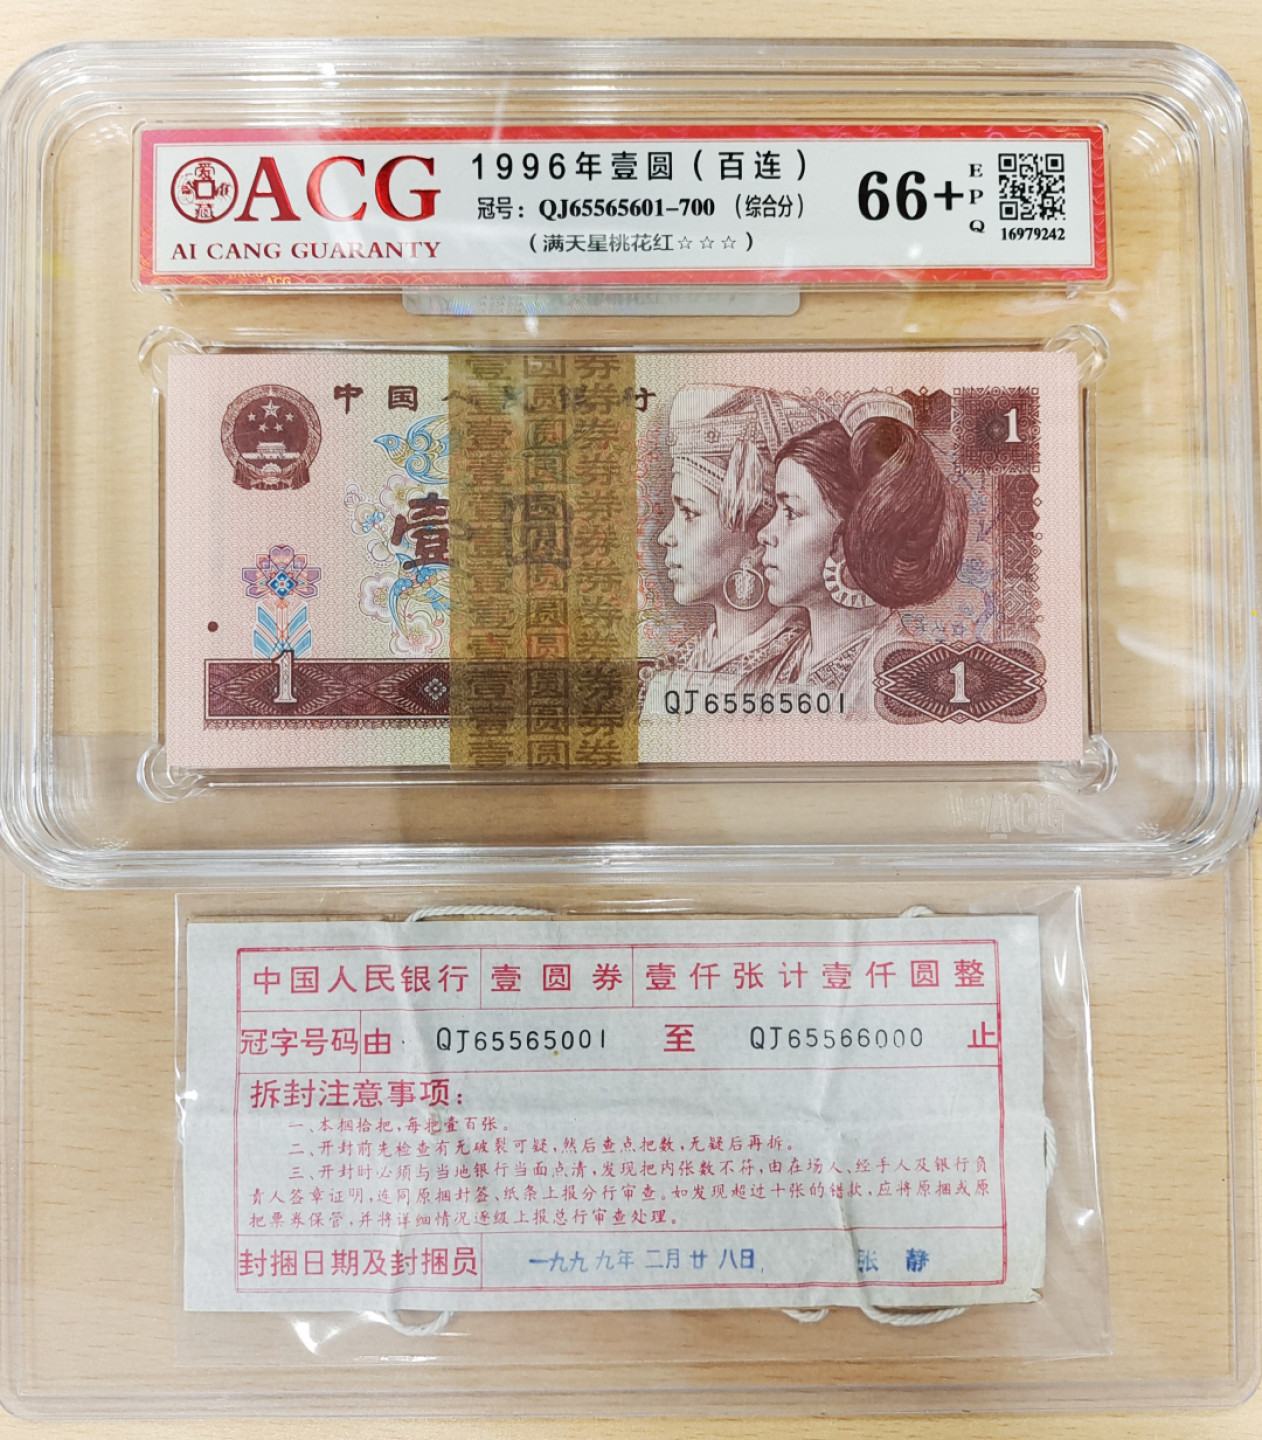 ACG
AI CANG GUARANTY
1996年壹圆（百连）
冠号：QJ65565601-700（综合分）
（满天星桃花红☆☆☆）
66+
EPQ
16979242
中国
1
壹圆
1
QJ65565601
1
ACG
中国人民银行 壹圆券 壹仟张计壹仟圆整
冠字号码由 QJ65565001 至 QJ65566000 止
拆封注意事项：
一、本捆拾把，每把壹百张。
二、开封前先检查有无破裂可疑，然后查点把数，无疑后再拆。
三、开封时必须与当地银行当面点清，发现把内张数不符，由在场人、经手人及银行负
责人签章证明，连同原捆封签、纸条上报分行审查。如发现超过十张的错款，应将原捆或原
把票券保管，并将详细情况逐级上报总行审查处理。
封捆日期及封捆员 一九九九年二月廿八日 张静